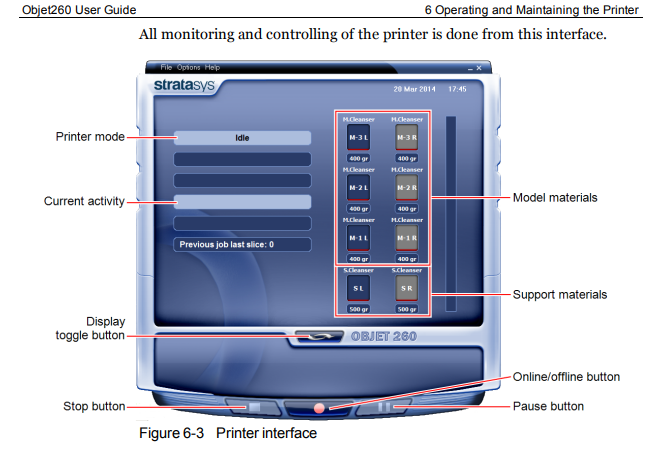 Objet260 User Guide
6 Operating and Maintaining the Printer
All monitoring and controlling of the printer is done from this interface.
File Options Help
stratasys
20 Mar 2014 17:45
M.Cleanser M.Cleanser
Printer mode
Idle
M-3 L M-3 R
400 gr 400 gr
M.Cleanser M.Cleanser
Current activity
M-2 L M-2 R
Model materials
400 gr 400 gr
M.Cleanser M.Cleanser
M-1 L M-1 R
Previous job last slice: 0
400 gr 400 gr
S.Cleanser S.Cleanser
S L S R
Support materials
500 gr 500 gr
Display
toggle button
OBJET 260
Online/offline button
Stop button
Pause button
Figure 6-3 Printer interface